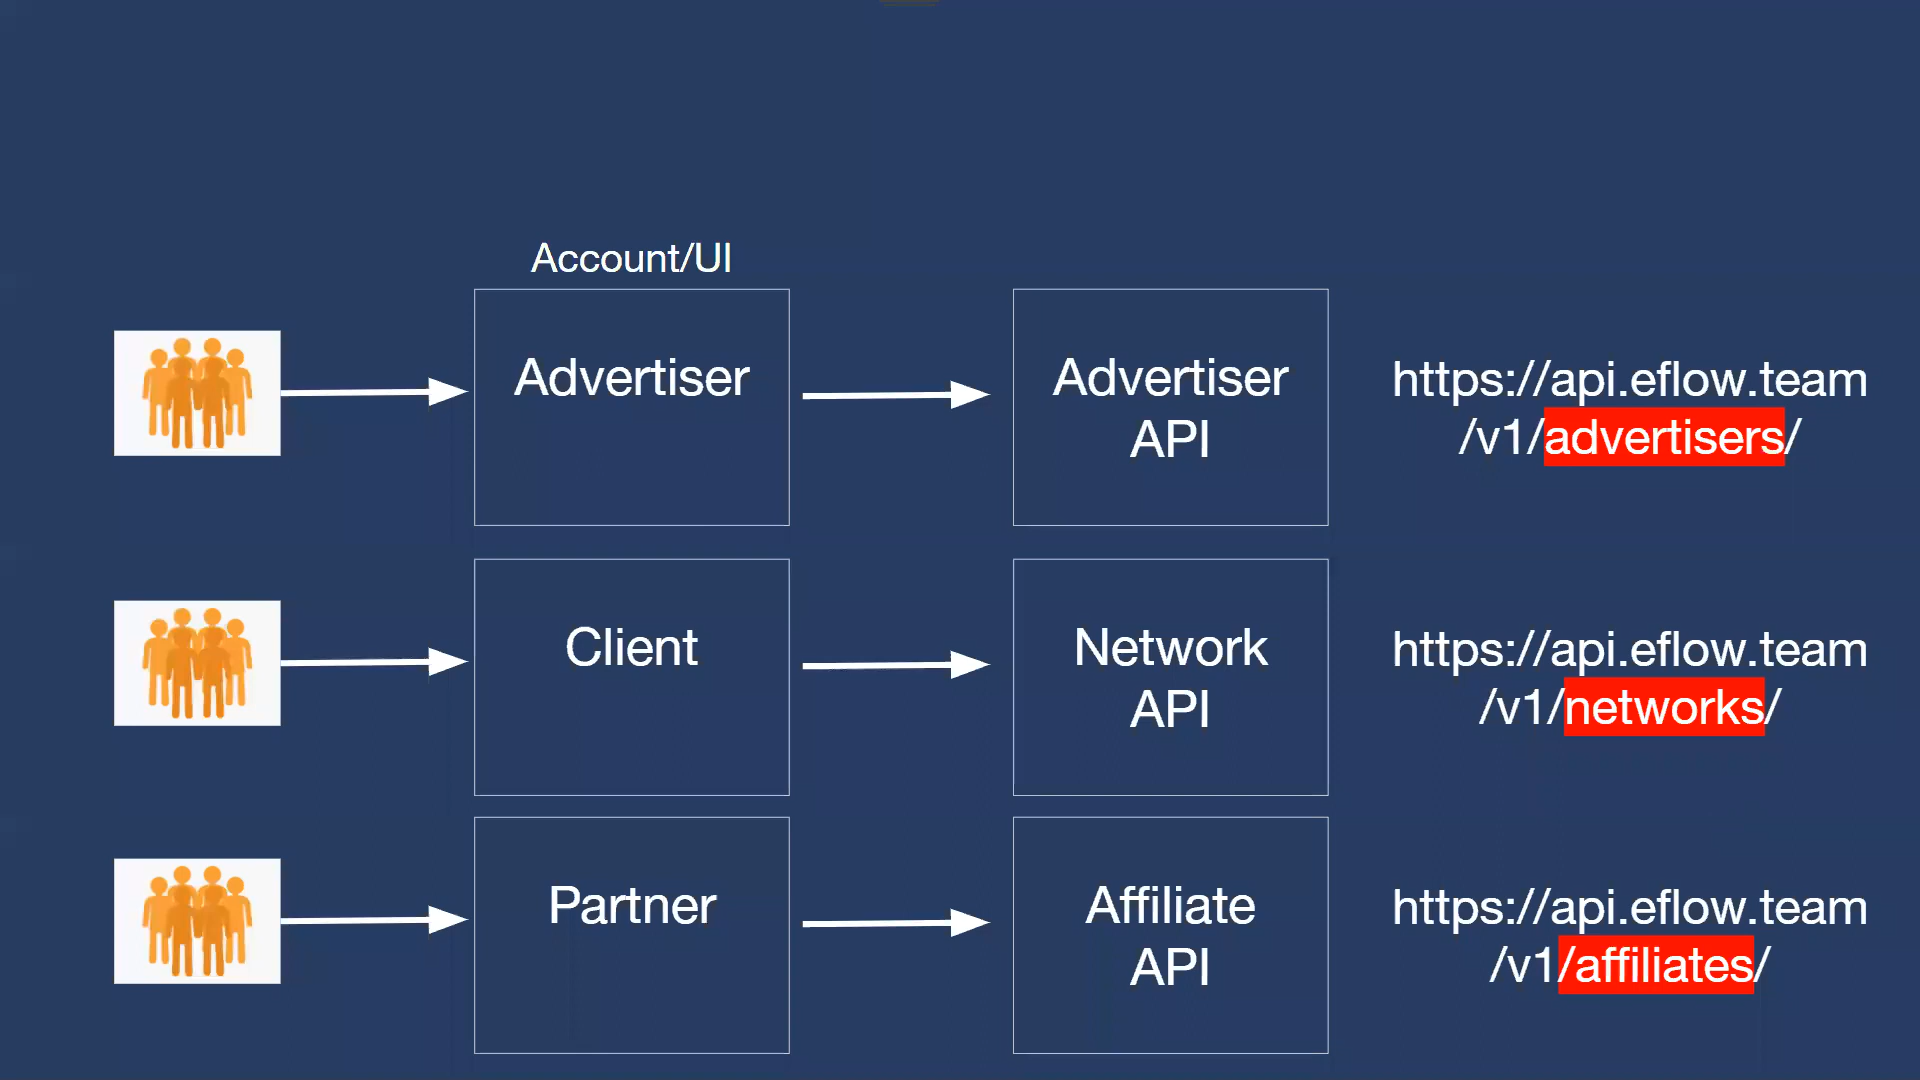 Account/UI
Advertiser
Advertiser
API
https://api.eflow.team
/v1/advertisers/
Client
Network
API
https://api.eflow.team
/v1/networks/
Partner
Affiliate
API
https://api.eflow.team
/v1/affiliates/